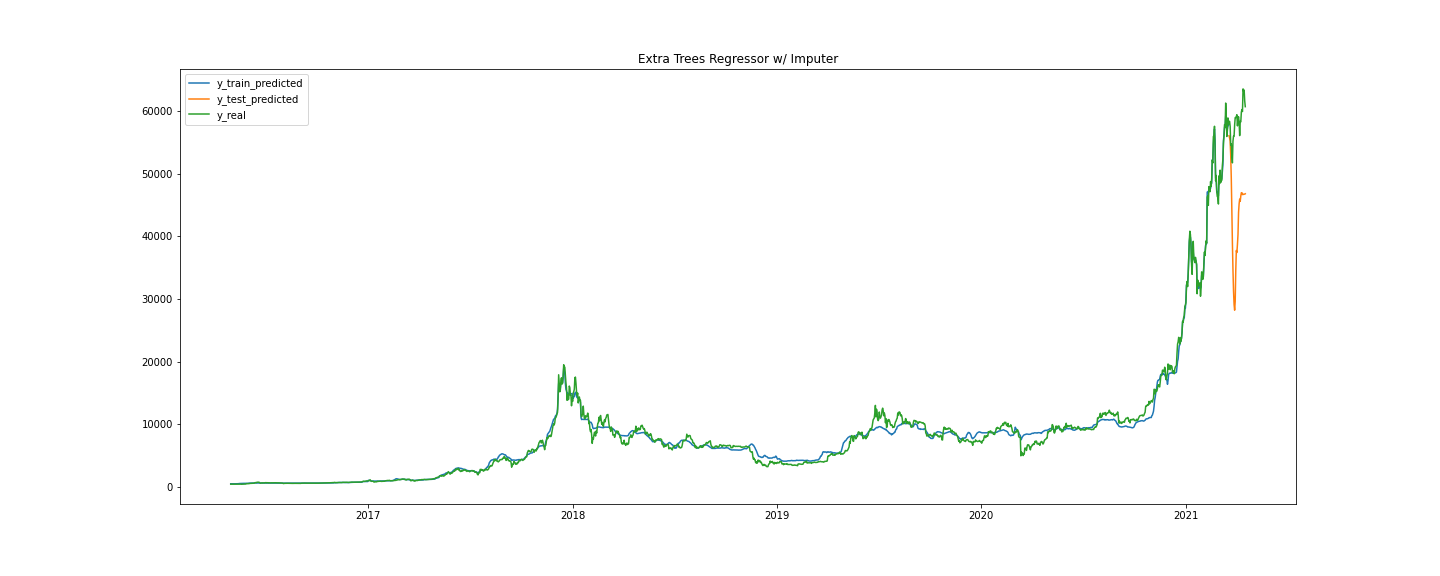 Extra Trees Regressor w/ Imputer
y_train_predicted
y_test_predicted
y_real
60000
50000
40000
30000
20000
10000
0
2017 2018 2019 2020 2021